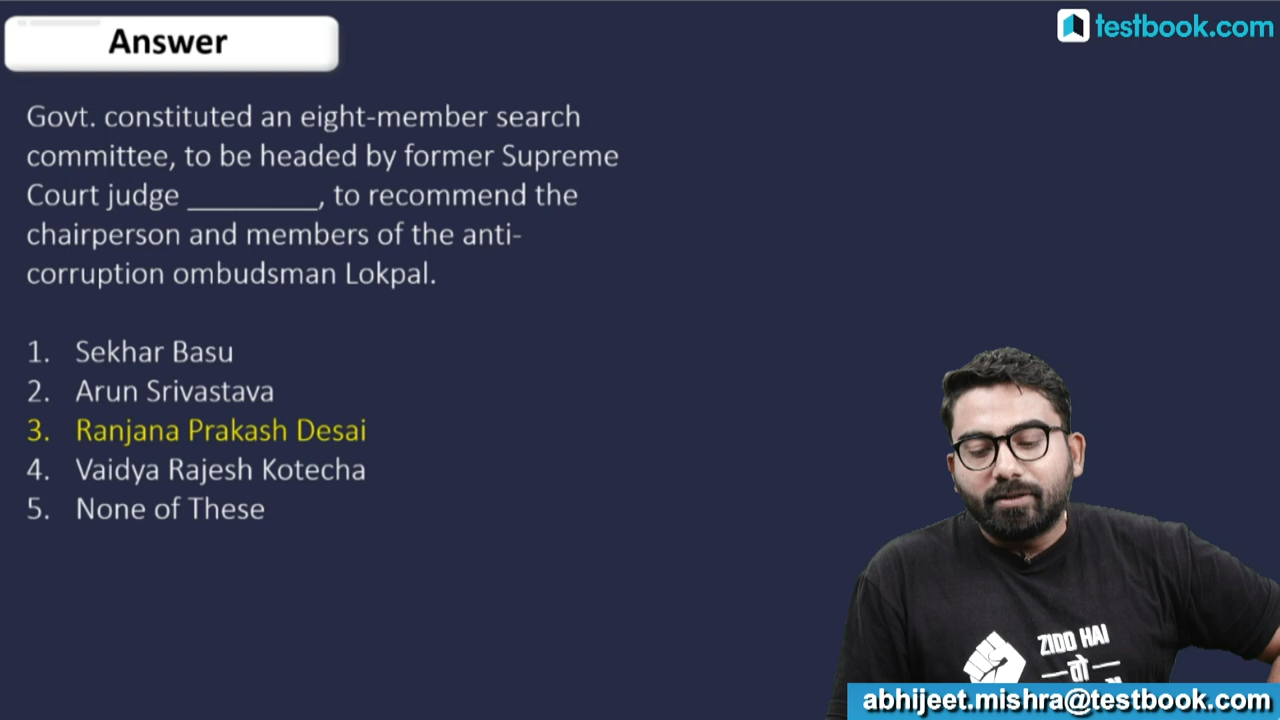 Answer
testbook.com
Govt. constituted an eight-member search
committee, to be headed by former Supreme
Court judge ________, to recommend the
chairperson and members of the anti-
corruption ombudsman Lokpal.
1. Sekhar Basu
2. Arun Srivastava
3. Ranjana Prakash Desai
4. Vaidya Rajesh Kotecha
5. None of These
ZIDD HAI
तो
abhijeet.mishra@testbook.com